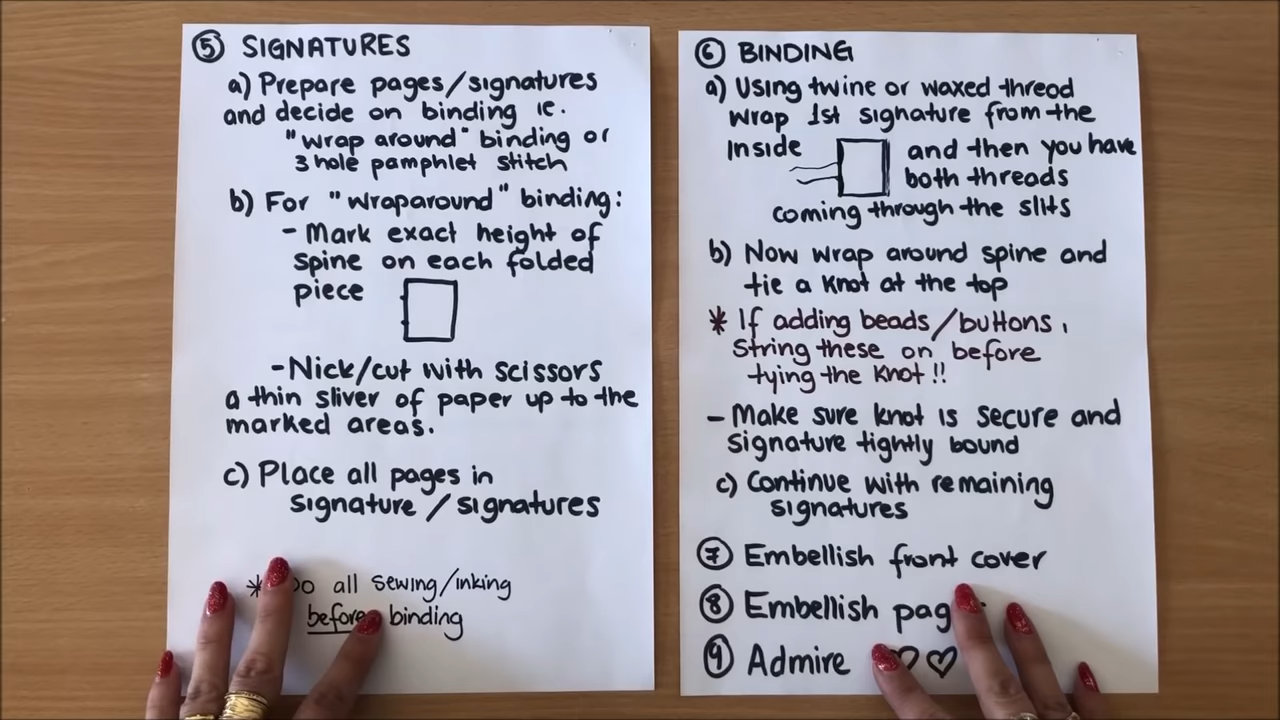 ⑤ SIGNATURES
a) Prepare pages/signatures
and decide on binding ie.
"wrap around" binding or
3 hole pamphlet stitch
b) For "wraparound" binding:
- Mark exact height of
spine on each folded
piece
- Nick/cut with scissors
a thin sliver of paper up to the
marked areas.
c) Place all pages in
signature / signatures
* Do all sewing/inking
before binding
⑥ BINDING
a) Using twine or waxed thread
wrap 1st signature from the
inside and then you have
both threads
coming through the slits
b) Now wrap around spine and
tie a knot at the top
* If adding beads/buttons,
string these on before
tying the knot!!
- Make sure knot is secure and
signature tightly bound
c) Continue with remaining
signatures
⑦ Embellish front cover
⑧ Embellish pag
⑨ Admire ♡ ♡